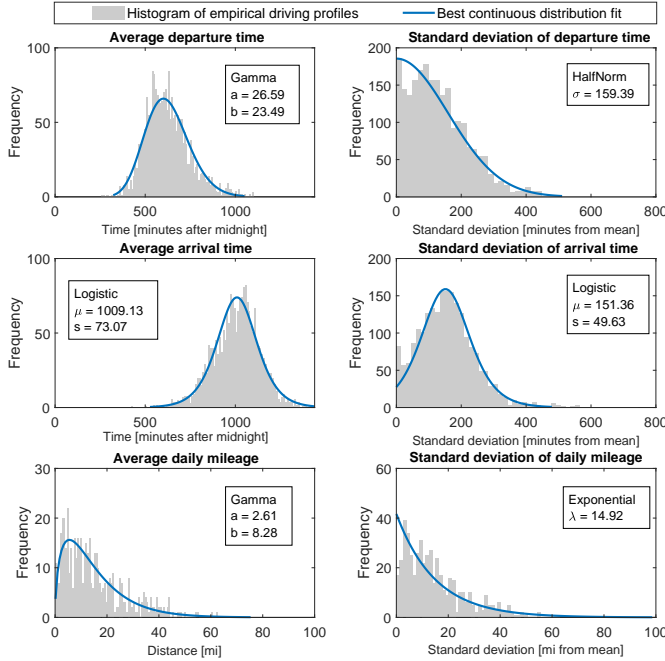 Histogram of empirical driving profiles
Best continuous distribution fit
Average departure time
Frequency
100
50
0
Gamma
a = 26.59
b = 23.49
0 500 1000
Time [minutes after midnight]
Standard deviation of departure time
Frequency
200
150
100
50
0
HalfNorm
σ = 159.39
0 200 400 600 800
Standard deviation [minutes from mean]
Average arrival time
Frequency
100
50
0
Logistic
μ = 1009.13
s = 73.07
0 500 1000
Time [minutes after midnight]
Standard deviation of arrival time
Frequency
200
150
100
50
0
Logistic
μ = 151.36
s = 49.63
0 200 400 600 800
Standard deviation [minutes from mean]
Average daily mileage
Frequency
30
20
10
0
Gamma
a = 2.61
b = 8.28
0 20 40 60 80 100
Distance [mi]
Standard deviation of daily mileage
Frequency
60
40
20
0
Exponential
λ = 14.92
0 20 40 60 80 100
Standard deviation [mi from mean]